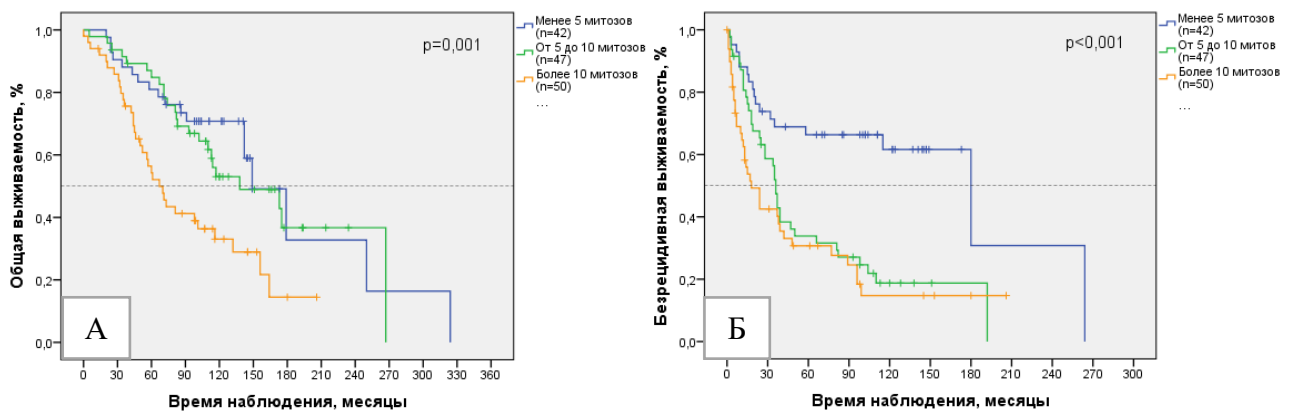 Общая выживаемость, %
1,0
0,8
0,6
0,4
0,2
0,0
p=0,001
Менее 5 митозов
(n=42)
От 5 до 10 митозов
(n=47)
Более 10 митозов
(n=50)
...
А
0 30 60 90 120 150 180 210 240 270 300 330 360
Время наблюдения, месяцы
Безрецидивная выживаемость, %
1,0
0,8
0,6
0,4
0,2
0,0
p<0,001
Менее 5 митозов
(n=42)
От 5 до 10 митов
(n=47)
Более 10 митозов
(n=50)
...
Б
0 30 60 90 120 150 180 210 240 270 300
Время наблюдения, месяцы